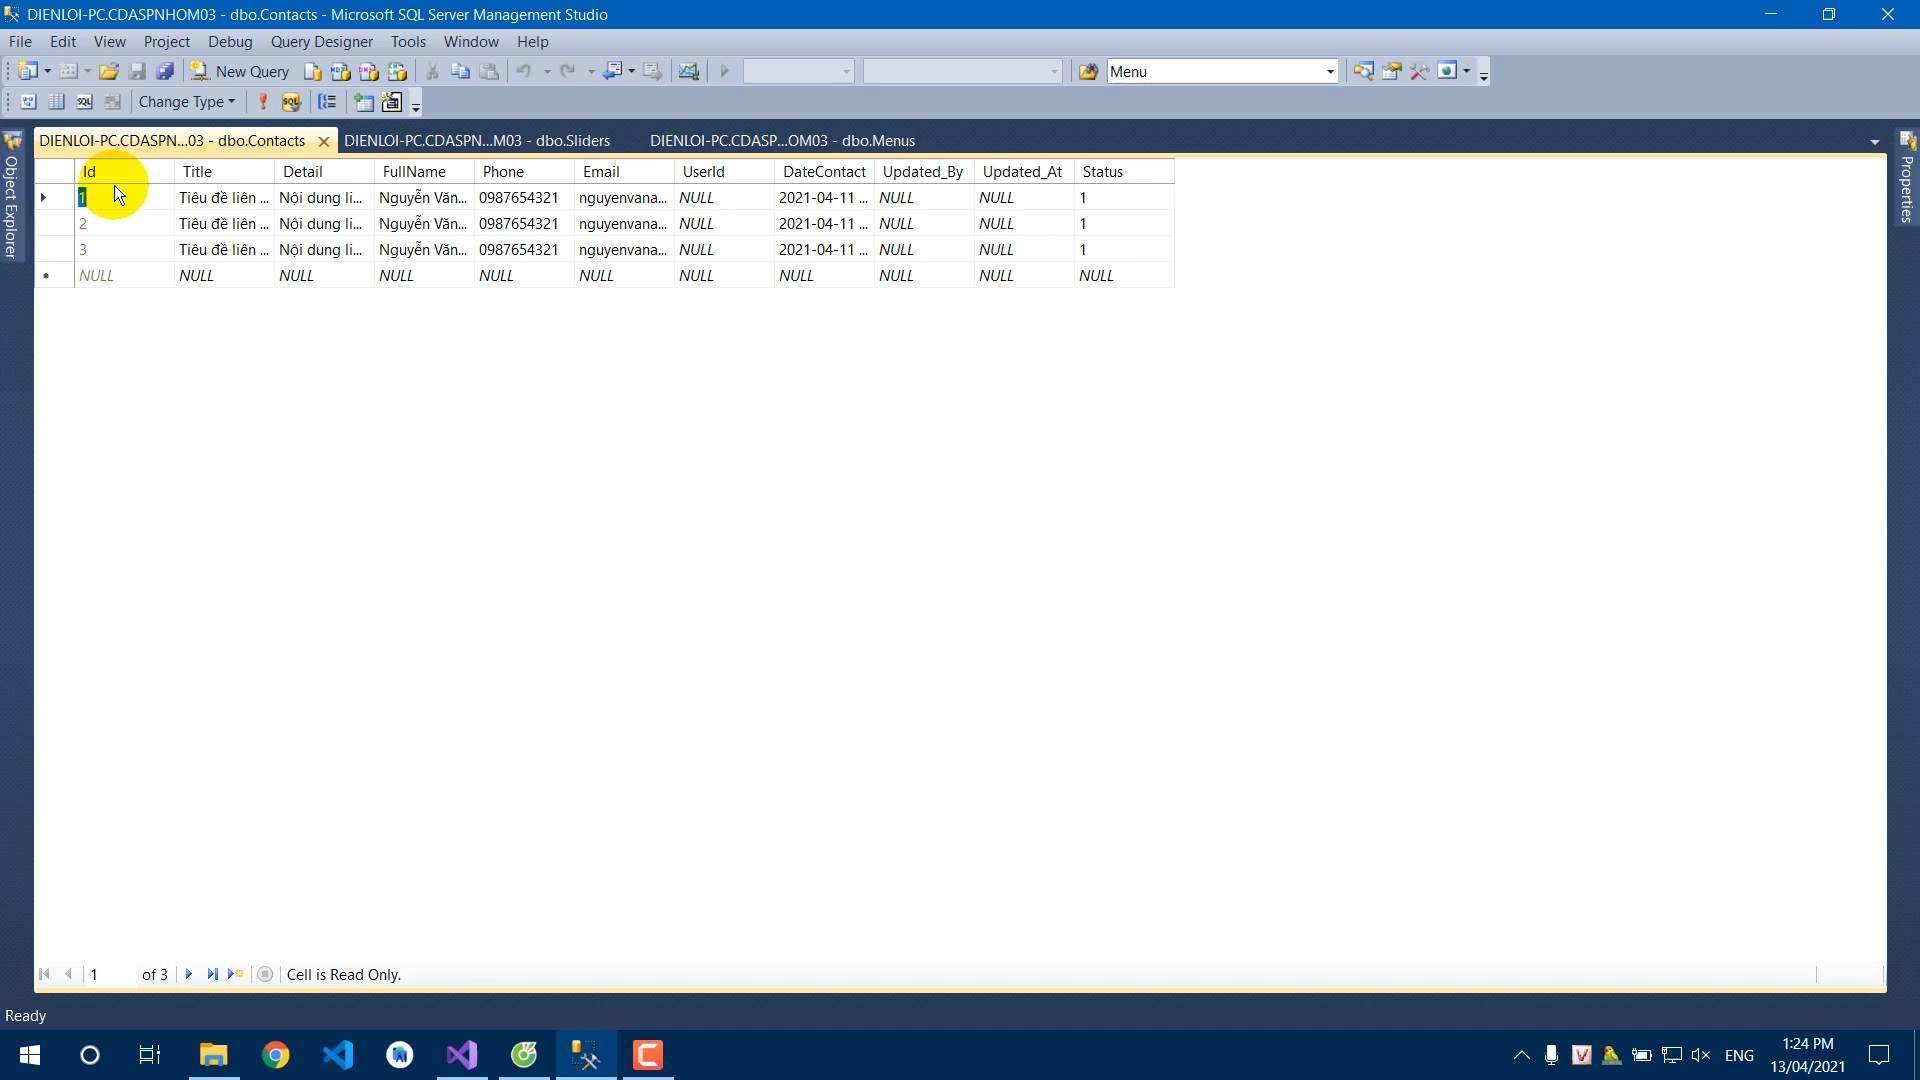 DIENLOI-PC.CDASPNHOM03 - dbo.Contacts - Microsoft SQL Server Management Studio
File Edit View Project Debug Query Designer Tools Window Help
New Query Menu
Change Type
DIENLOI-PC.CDASPN...03 - dbo.Contacts DIENLOI-PC.CDASPN...M03 - dbo.Sliders DIENLOI-PC.CDASP...OM03 - dbo.Menus
Object Explorer
Properties
Id Title Detail FullName Phone Email UserId DateContact Updated_By Updated_At Status
1 Tiêu đề liên ... Nội dung li... Nguyễn Văn... 0987654321 nguyenvana... NULL 2021-04-11 ... NULL NULL 1
2 Tiêu đề liên ... Nội dung li... Nguyễn Văn... 0987654321 nguyenvana... NULL 2021-04-11 ... NULL NULL 1
3 Tiêu đề liên ... Nội dung li... Nguyễn Văn... 0987654321 nguyenvana... NULL 2021-04-11 ... NULL NULL 1
NULL NULL NULL NULL NULL NULL NULL NULL NULL NULL NULL
1 of 3 Cell is Read Only.
Ready
ENG 1:24 PM
13/04/2021